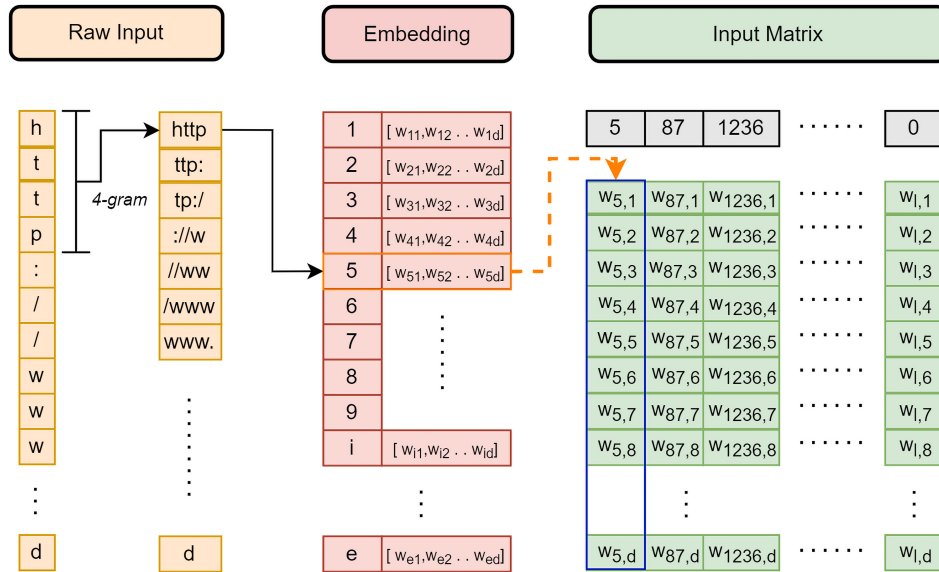 Raw Input
Embedding
Input Matrix
h
t
t
p
:
/
/
w
w
w
d
4-gram
http
ttp:
tp:/
://w
//ww
/www
www.
d
1 [ w11,w12 . . w1d]
2 [ w21,w22 . . w2d]
3 [ w31,w32 . . w3d]
4 [ w41,w42 . . w4d]
5 [ w51,w52 . . w5d]
6
7
8
9
i [ wi1,wi2 . . wid]
e [ we1,we2 . . wed]
5 87 1236 ...... 0
w5,1 w87,1 w1236,1 ...... wl,1
w5,2 w87,2 w1236,2 ...... wl,2
w5,3 w87,3 w1236,3 ...... wl,3
w5,4 w87,4 w1236,4 ...... wl,4
w5,5 w87,5 w1236,5 ...... wl,5
w5,6 w87,6 w1236,6 ...... wl,6
w5,7 w87,7 w1236,7 ...... wl,7
w5,8 w87,8 w1236,8 ...... wl,8
w5,d w87,d w1236,d ...... wl,d